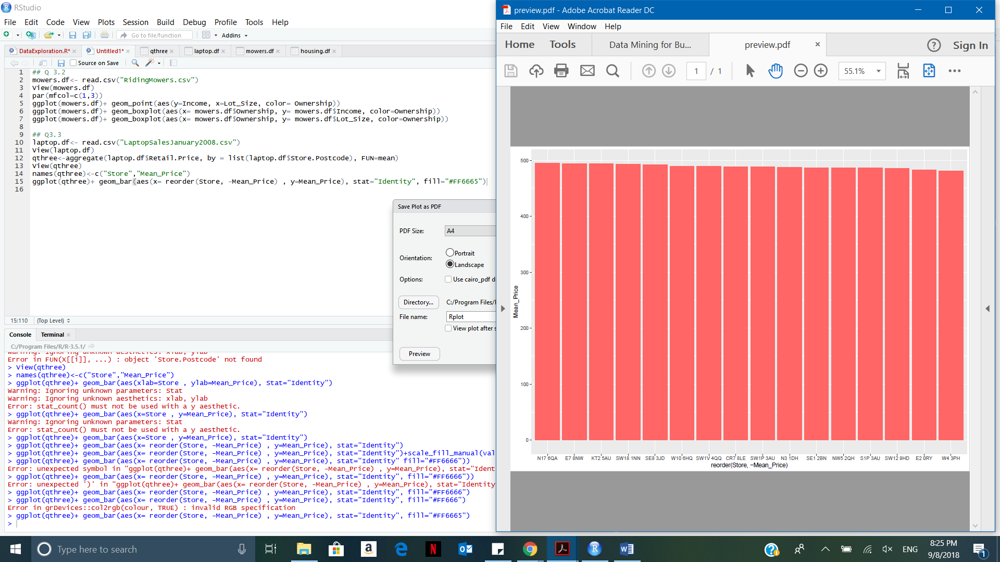 RStudio
File Edit Code View Plots Session Build Debug Profile Tools Help
Go to file/function Addins
DataExploration.R* Untitled1* qthree laptop.df mowers.df housing.df
Source on Save
1 ## Q 3.2
2 mowers.df<- read.csv("RidingMowers.csv")
3 View(mowers.df)
4 par(mfcol=c(1,3))
5 ggplot(mowers.df)+ geom_point(aes(y=Income, x=Lot_Size, color= Ownership))
6 ggplot(mowers.df)+ geom_boxplot(aes(x= mowers.df$Ownership, y= mowers.df$Income, color=Ownership))
7 ggplot(mowers.df)+ geom_boxplot(aes(x= mowers.df$Ownership, y= mowers.df$Lot_Size, color=Ownership))
8
9 ## Q3.3
10 laptop.df<- read.csv("LaptopSalesJanuary2008.csv")
11 View(laptop.df)
12 qthree<-aggregate(laptop.df$Retail.Price, by = list(laptop.df$Store.Postcode), FUN=mean)
13 View(qthree)
14 names(qthree)<-c("Store","Mean_Price")
15 ggplot(qthree)+ geom_bar(aes(x= reorder(Store, -Mean_Price) , y=Mean_Price), stat="Identity", fill="#FF6665")
16
15:110 (Top Level)
Console Terminal
C:/Program Files/R/R-3.5.1/
Warning: Ignoring unknown aesthetics: xlab, ylab
Error in FUN(X[[i]], ...) : object 'Store.Postcode' not found
> View(qthree)
> names(qthree)<-c("Store","Mean_Price")
> ggplot(qthree)+ geom_bar(aes(xlab=Store , ylab=Mean_Price), Stat="Identity")
Warning: Ignoring unknown parameters: Stat
Warning: Ignoring unknown aesthetics: xlab, ylab
Error: stat_count() must not be used with a y aesthetic.
> ggplot(qthree)+ geom_bar(aes(x=Store , y=Mean_Price), Stat="Identity")
Warning: Ignoring unknown parameters: Stat
Error: stat_count() must not be used with a y aesthetic.
> ggplot(qthree)+ geom_bar(aes(x=Store , y=Mean_Price), stat="Identity")
> ggplot(qthree)+ geom_bar(aes(x= reorder(Store, -Mean_Price) , y=Mean_Price), stat="Identity")
> ggplot(qthree)+ geom_bar(aes(x= reorder(Store, -Mean_Price) , y=Mean_Price), stat="Identity")+scale_fill_manual(val
> ggplot(qthree)+ geom_bar(aes(x= reorder(Store, -Mean_Price) , y=Mean_Price), stat="Identity" fill="#FF6666"))
Error: unexpected symbol in "ggplot(qthree)+ geom_bar(aes(x= reorder(Store, -Mean_Price) , y=Mean_Price), stat="Ident
> ggplot(qthree)+ geom_bar(aes(x= reorder(Store, -Mean_Price) , y=Mean_Price), stat="Identity", fill="#FF6666"))
Error: unexpected ')' in "ggplot(qthree)+ geom_bar(aes(x= reorder(Store, -Mean_Price) , y=Mean_Price), stat="Identity
> ggplot(qthree)+ geom_bar(aes(x= reorder(Store, -Mean_Price) , y=Mean_Price), stat="Identity", fill="#FF6666")
> ggplot(qthree)+ geom_bar(aes(x= reorder(Store, -Mean_Price) , y=Mean_Price), stat="Identity", fill="#FF666")
Error in grDevices::col2rgb(colour, TRUE) : invalid RGB specification
> ggplot(qthree)+ geom_bar(aes(x= reorder(Store, -Mean_Price) , y=Mean_Price), stat="Identity", fill="#FF6665")
>
Save Plot as PDF
PDF Size: A4
Orientation: Portrait
Landscape
Options: Use cairo_pdf d
Directory... C:/Program Files/
File name: Rplot
View plot after s
Preview
preview.pdf - Adobe Acrobat Reader DC
File Edit View Window Help
Home Tools Data Mining for Bu... preview.pdf Sign In
1 / 1 55.1%
500
400
300
200
100
0
Mean_Price
N17 6QA E7 8NW KT2 5AU SW18 1NN SE8 3JD W10 6HQ SW1V 4QQ CR7 8LE SW1P 3AU N3 1DH SE1 2BN NW5 2QH S1P 3AU SW12 9HD E2 0RY W4 3PH
reorder(Store, −Mean_Price)
Type here to search
ENG
8:25 PM
9/8/2018
1